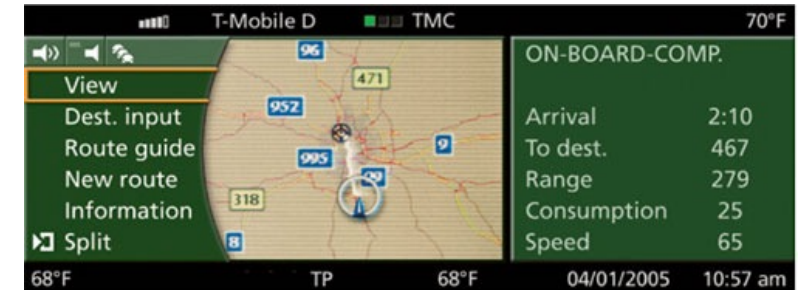 T-Mobile D TMC 70°F
View
Dest. input
Route guide
New route
Information
Split
96
471
952
9
995
99
318
8
ON-BOARD-COMP.
Arrival 2:10
To dest. 467
Range 279
Consumption 25
Speed 65
68°F TP 68°F 04/01/2005 10:57 am